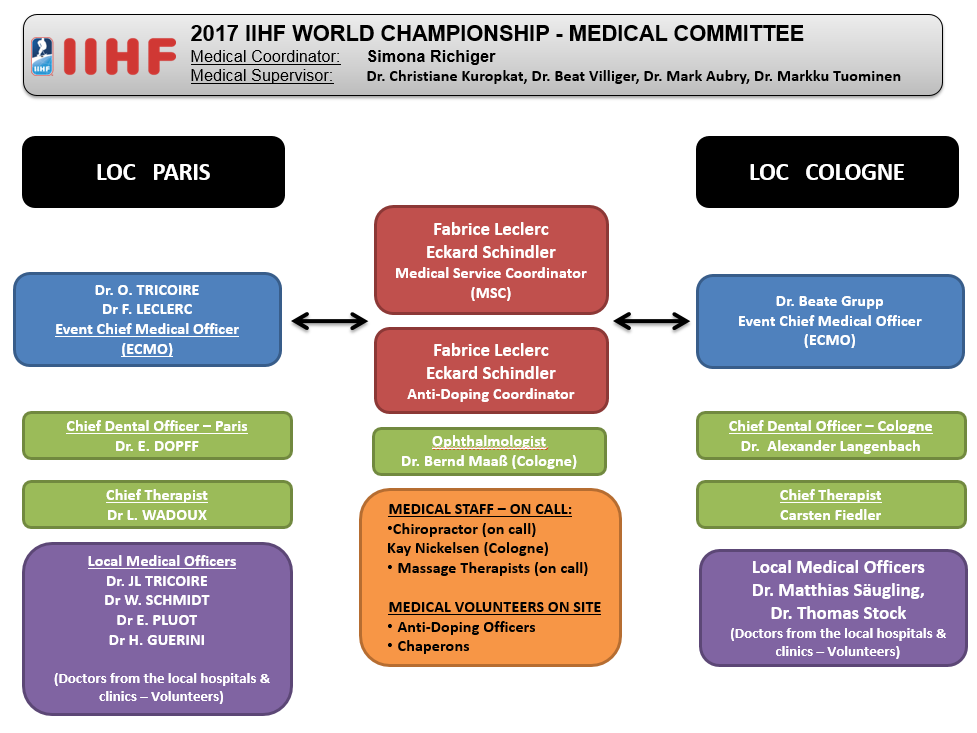 IIHF
IIHF
2017 IIHF WORLD CHAMPIONSHIP - MEDICAL COMMITTEE
Medical Coordinator: Simona Richiger
Medical Supervisor: Dr. Christiane Kuropkat, Dr. Beat Villiger, Dr. Mark Aubry, Dr. Markku Tuominen
LOC PARIS
Dr. O. TRICOIRE
Dr F. LECLERC
Event Chief Medical Officer
(ECMO)
Chief Dental Officer – Paris
Dr. E. DOPFF
Chief Therapist
Dr L. WADOUX
Local Medical Officers
Dr. JL TRICOIRE
Dr W. SCHMIDT
Dr E. PLUOT
Dr H. GUERINI
(Doctors from the local hospitals &
clinics – Volunteers)
Fabrice Leclerc
Eckard Schindler
Medical Service Coordinator
(MSC)
Fabrice Leclerc
Eckard Schindler
Anti-Doping Coordinator
Ophthalmologist
Dr. Bernd Maaß (Cologne)
MEDICAL STAFF – ON CALL:
•Chiropractor (on call)
Kay Nickelsen (Cologne)
• Massage Therapists (on call)
MEDICAL VOLUNTEERS ON SITE
• Anti-Doping Officers
• Chaperons
LOC COLOGNE
Dr. Beate Grupp
Event Chief Medical Officer
(ECMO)
Chief Dental Officer – Cologne
Dr. Alexander Langenbach
Chief Therapist
Carsten Fiedler
Local Medical Officers
Dr. Matthias Säugling,
Dr. Thomas Stock
(Doctors from the local hospitals &
clinics – Volunteers)